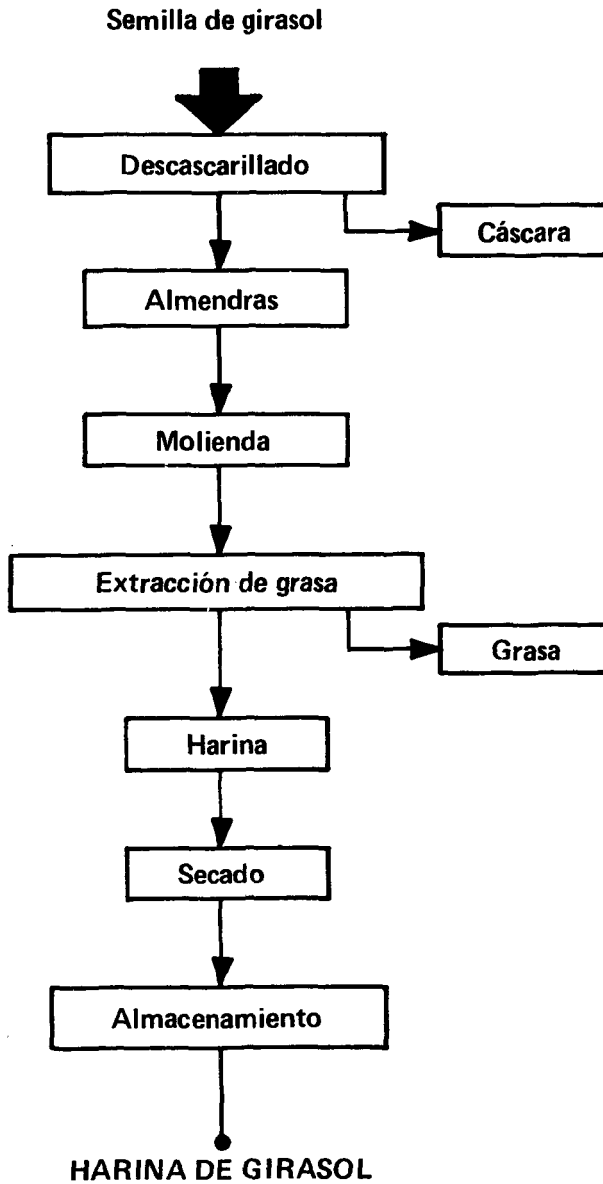 Semilla de girasol
Descascarillado
Cáscara
Almendras
Molienda
Extracción de grasa
Grasa
Harina
Secado
Almacenamiento
HARINA DE GIRASOL